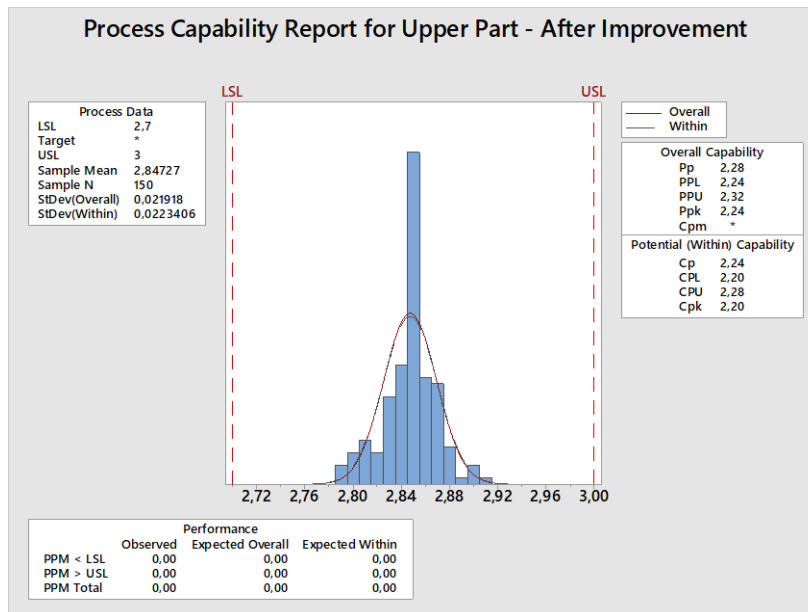 Process Capability Report for Upper Part - After Improvement
LSL
USL
Process Data
LSL 2,7
Target *
USL 3
Sample Mean 2,84727
Sample N 150
StDev(Overall) 0,021918
StDev(Within) 0,0223406
Overall
Within
Overall Capability
Pp 2,28
PPL 2,24
PPU 2,32
Ppk 2,24
Cpm *
Potential (Within) Capability
Cp 2,24
CPL 2,20
CPU 2,28
Cpk 2,20
2,72 2,76 2,80 2,84 2,88 2,92 2,96 3,00
Performance
Observed Expected Overall Expected Within
PPM < LSL 0,00 0,00 0,00
PPM > USL 0,00 0,00 0,00
PPM Total 0,00 0,00 0,00